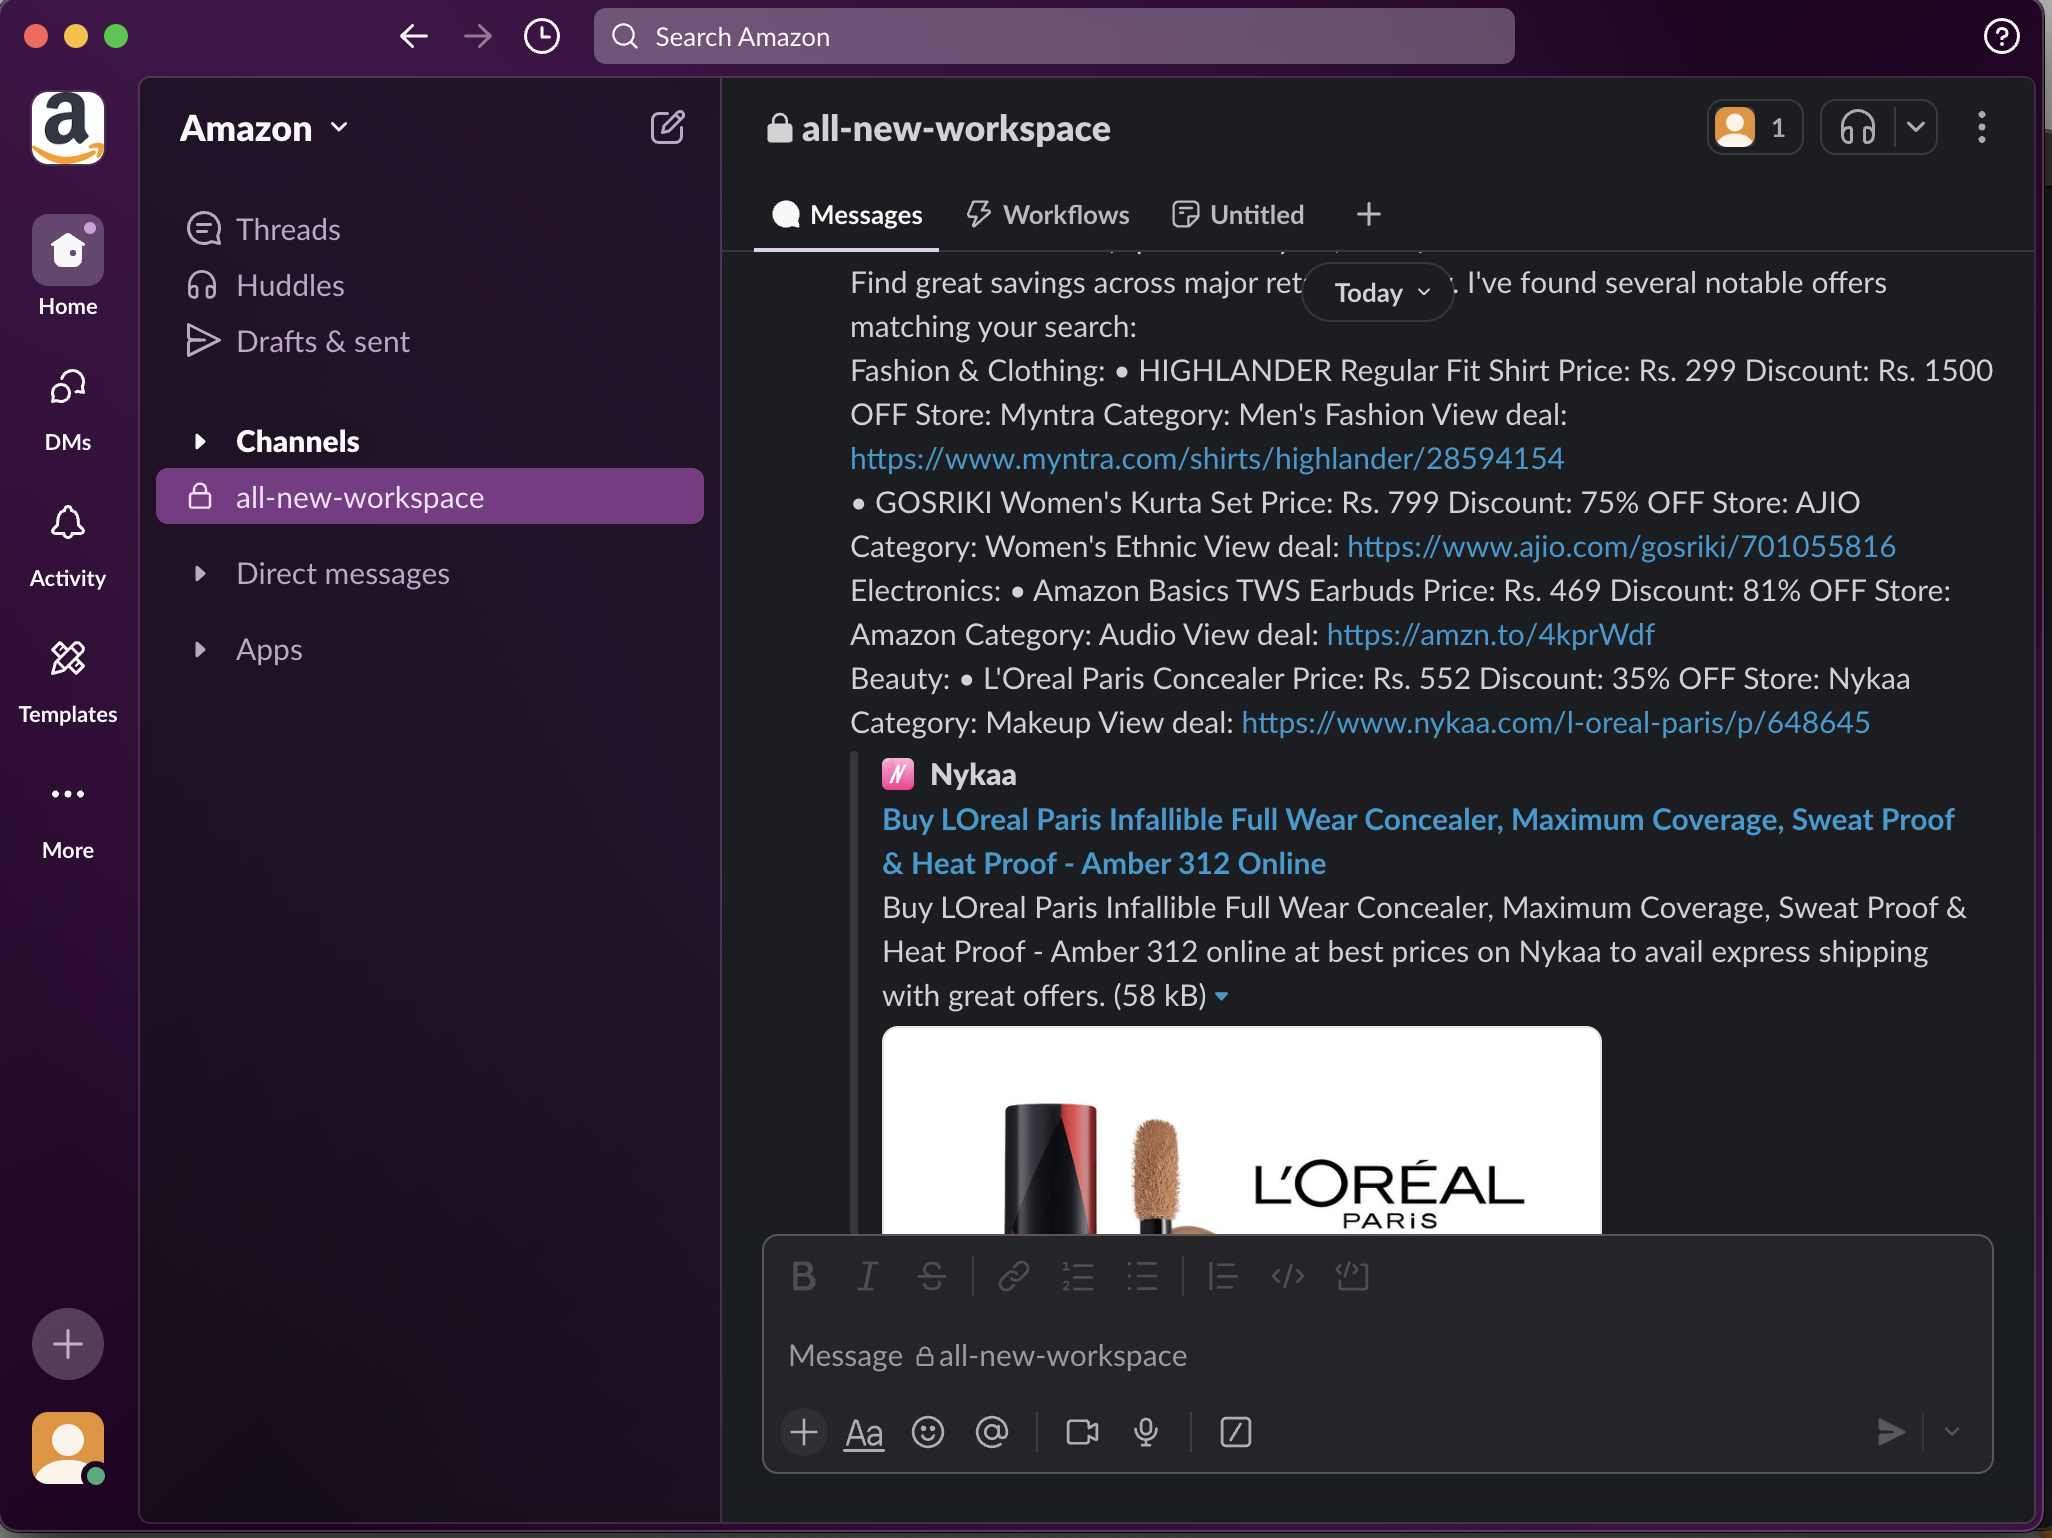 Search Amazon
Amazon
Threads
Huddles
Drafts & sent
Channels
all-new-workspace
Direct messages
Apps
Home
DMs
Activity
Templates
More
all-new-workspace
1
Messages
Workflows
Untitled
Today
Find great savings across major I've found several notable offers
matching your search:
Fashion & Clothing: • HIGHLANDER Regular Fit Shirt Price: Rs. 299 Discount: Rs. 1500
OFF Store: Myntra Category: Men's Fashion View deal:
https://www.myntra.com/shirts/highlander/28594154
• GOSRIKI Women's Kurta Set Price: Rs. 799 Discount: 75% OFF Store: AJIO
Category: Women's Ethnic View deal: https://www.ajio.com/gosriki/701055816
Electronics: • Amazon Basics TWS Earbuds Price: Rs. 469 Discount: 81% OFF Store:
Amazon Category: Audio View deal: https://amzn.to/4kprWdf
Beauty: • L'Oreal Paris Concealer Price: Rs. 552 Discount: 35% OFF Store: Nykaa
Category: Makeup View deal: https://www.nykaa.com/l-oreal-paris/p/648645
Nykaa
Buy LOreal Paris Infallible Full Wear Concealer, Maximum Coverage, Sweat Proof
& Heat Proof - Amber 312 Online
Buy LOreal Paris Infallible Full Wear Concealer, Maximum Coverage, Sweat Proof &
Heat Proof - Amber 312 online at best prices on Nykaa to avail express shipping
with great offers. (58 kB)
L'ORÉAL
PARIS
Message all-new-workspace
Aa